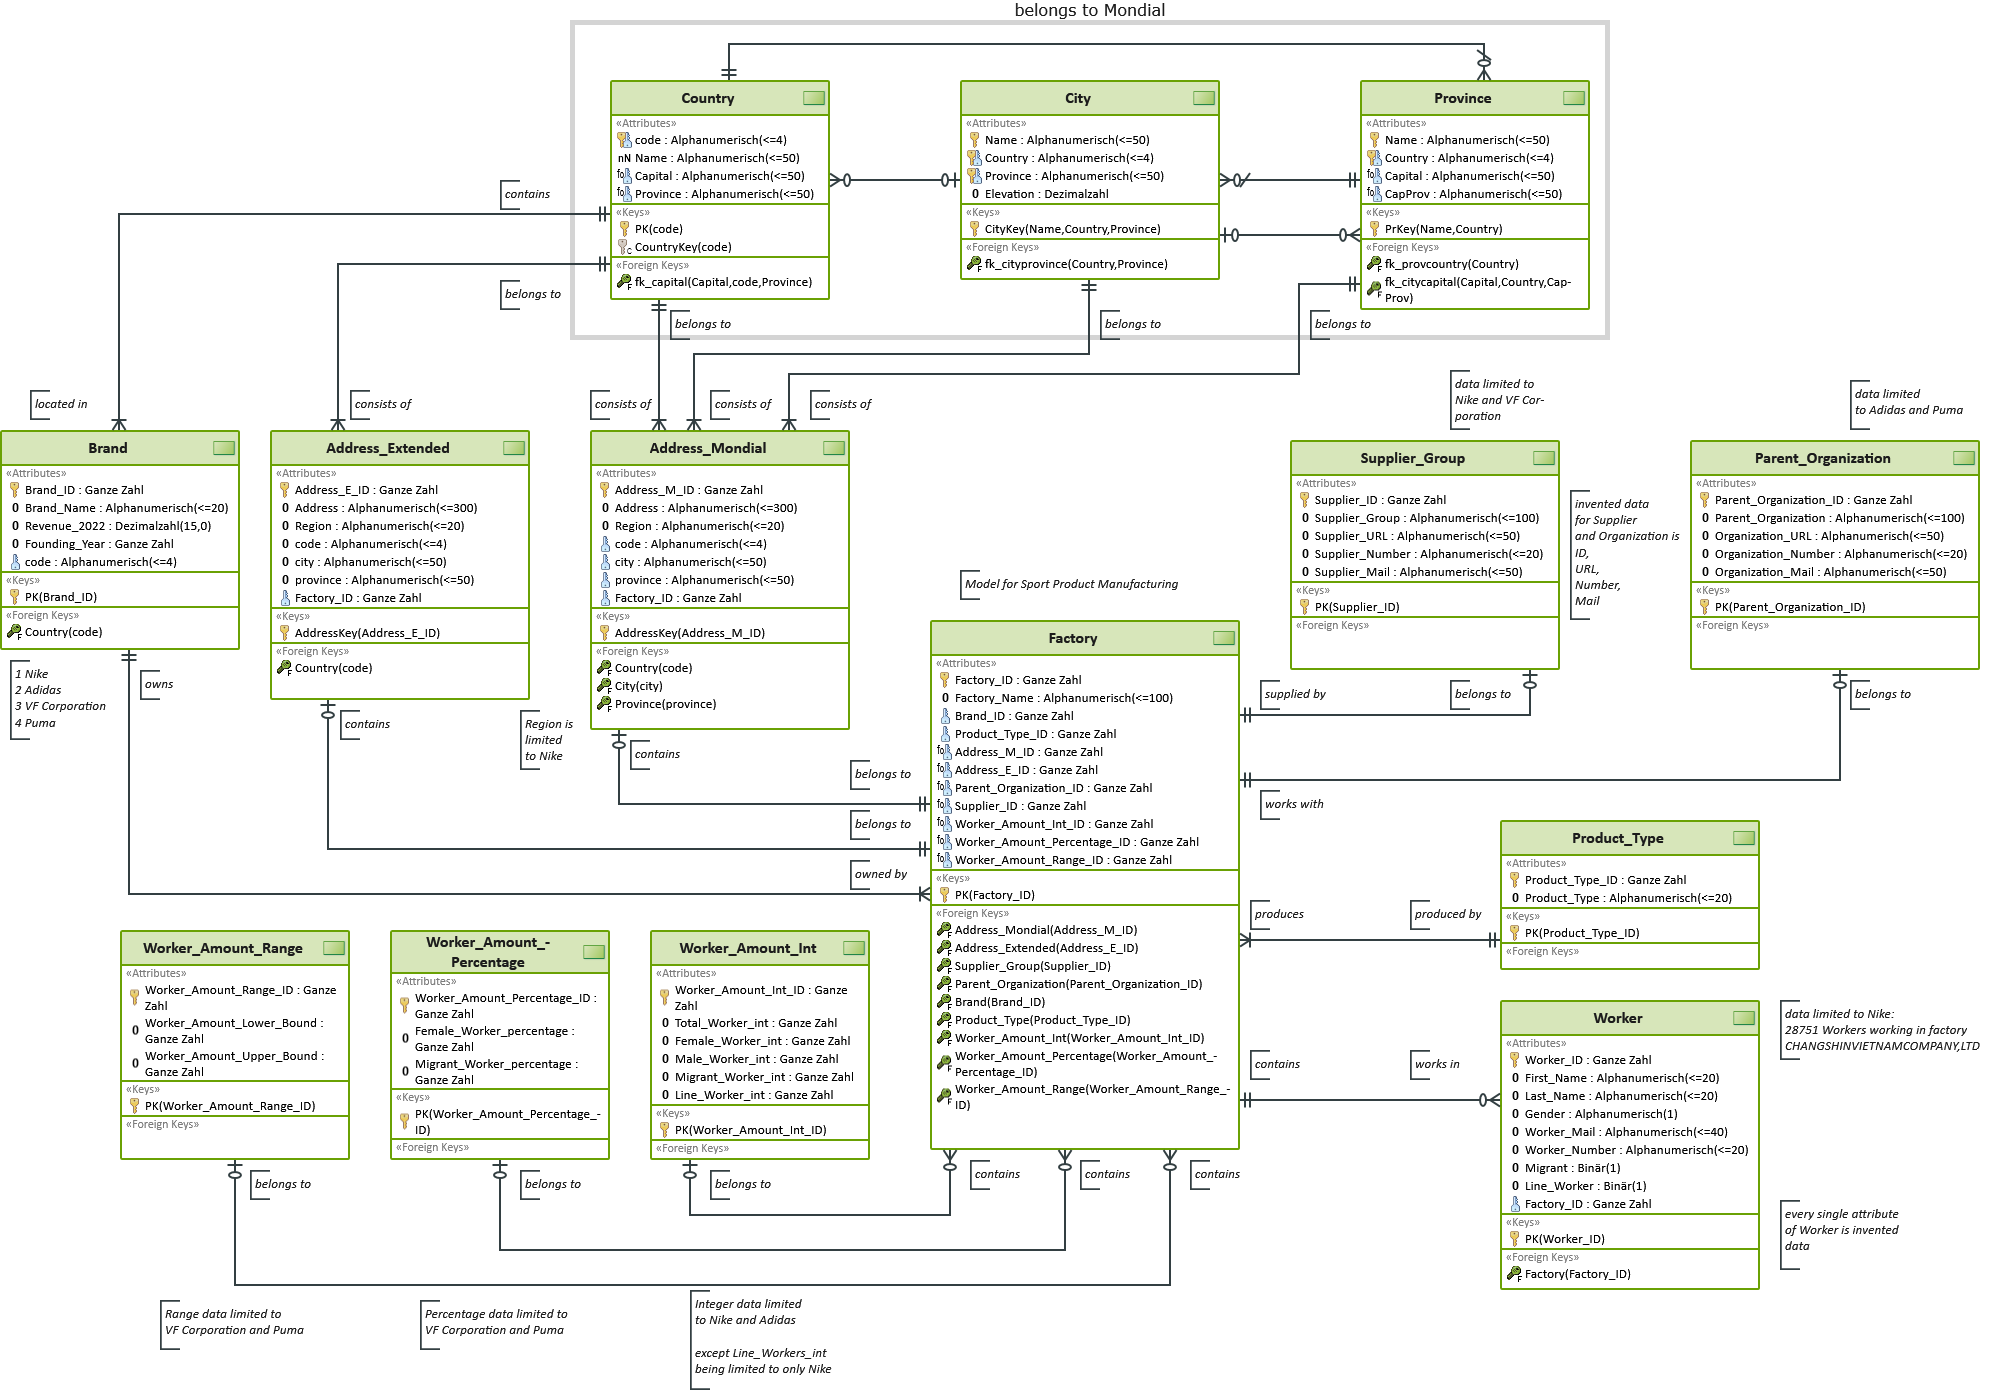 belongs to Mondial
Country
«Attributes»
code : Alphanumerisch(<=4)
nN Name : Alphanumerisch(<=50)
Capital : Alphanumerisch(<=50)
Province : Alphanumerisch(<=50)
«Keys»
PK(code)
CountryKey(code)
«Foreign Keys»
fk_capital(Capital,code,Province)
City
«Attributes»
Name : Alphanumerisch(<=50)
Country : Alphanumerisch(<=4)
Province : Alphanumerisch(<=50)
0 Elevation : Dezimalzahl
«Keys»
CityKey(Name,Country,Province)
«Foreign Keys»
fk_cityprovince(Country,Province)
Province
«Attributes»
Name : Alphanumerisch(<=50)
Country : Alphanumerisch(<=4)
Capital : Alphanumerisch(<=50)
CapProv : Alphanumerisch(<=50)
«Keys»
PrKey(Name,Country)
«Foreign Keys»
fk_provcountry(Country)
fk_citycapital(Capital,Country,Cap-
Prov)
contains
belongs to
belongs to
belongs to
belongs to
located in
consists of
consists of
consists of
consists of
data limited to
Nike and VF Cor-
poration
data limited
to Adidas and Puma
Brand
«Attributes»
Brand_ID : Ganze Zahl
0 Brand_Name : Alphanumerisch(<=20)
0 Revenue_2022 : Dezimalzahl(15,0)
0 Founding_Year : Ganze Zahl
code : Alphanumerisch(<=4)
«Keys»
PK(Brand_ID)
«Foreign Keys»
Country(code)
Address_Extended
«Attributes»
Address_E_ID : Ganze Zahl
0 Address : Alphanumerisch(<=300)
0 Region : Alphanumerisch(<=20)
0 code : Alphanumerisch(<=4)
0 city : Alphanumerisch(<=50)
0 province : Alphanumerisch(<=50)
Factory_ID : Ganze Zahl
«Keys»
AddressKey(Address_E_ID)
«Foreign Keys»
Country(code)
Address_Mondial
«Attributes»
Address_M_ID : Ganze Zahl
0 Address : Alphanumerisch(<=300)
0 Region : Alphanumerisch(<=20)
code : Alphanumerisch(<=4)
city : Alphanumerisch(<=50)
province : Alphanumerisch(<=50)
Factory_ID : Ganze Zahl
«Keys»
AddressKey(Address_M_ID)
«Foreign Keys»
Country(code)
City(city)
Province(province)
Supplier_Group
«Attributes»
Supplier_ID : Ganze Zahl
0 Supplier_Group : Alphanumerisch(<=100)
0 Supplier_URL : Alphanumerisch(<=50)
0 Supplier_Number : Alphanumerisch(<=20)
0 Supplier_Mail : Alphanumerisch(<=50)
«Keys»
PK(Supplier_ID)
«Foreign Keys»
invented data
for Supplier
and Organization is
ID,
URL,
Number,
Mail
Parent_Organization
«Attributes»
Parent_Organization_ID : Ganze Zahl
0 Parent_Organization : Alphanumerisch(<=100)
0 Organization_URL : Alphanumerisch(<=50)
0 Organization_Number : Alphanumerisch(<=20)
0 Organization_Mail : Alphanumerisch(<=50)
«Keys»
PK(Parent_Organization_ID)
«Foreign Keys»
Model for Sport Product Manufacturing
1 Nike
2 Adidas
3 VF Corporation
4 Puma
owns
contains
Region is
limited
to Nike
contains
belongs to
belongs to
owned by
supplied by
belongs to
belongs to
works with
Factory
«Attributes»
Factory_ID : Ganze Zahl
0 Factory_Name : Alphanumerisch(<=100)
Brand_ID : Ganze Zahl
Product_Type_ID : Ganze Zahl
Address_M_ID : Ganze Zahl
Address_E_ID : Ganze Zahl
Parent_Organization_ID : Ganze Zahl
Supplier_ID : Ganze Zahl
Worker_Amount_Int_ID : Ganze Zahl
Worker_Amount_Percentage_ID : Ganze Zahl
Worker_Amount_Range_ID : Ganze Zahl
«Keys»
PK(Factory_ID)
«Foreign Keys»
Address_Mondial(Address_M_ID)
Address_Extended(Address_E_ID)
Supplier_Group(Supplier_ID)
Parent_Organization(Parent_Organization_ID)
Brand(Brand_ID)
Product_Type(Product_Type_ID)
Worker_Amount_Int(Worker_Amount_Int_ID)
Worker_Amount_Percentage(Worker_Amount_-
Percentage_ID)
Worker_Amount_Range(Worker_Amount_Range_-
ID)
Product_Type
«Attributes»
Product_Type_ID : Ganze Zahl
0 Product_Type : Alphanumerisch(<=20)
«Keys»
PK(Product_Type_ID)
«Foreign Keys»
produces
produced by
contains
works in
Worker
«Attributes»
Worker_ID : Ganze Zahl
0 First_Name : Alphanumerisch(<=20)
0 Last_Name : Alphanumerisch(<=20)
0 Gender : Alphanumerisch(1)
0 Worker_Mail : Alphanumerisch(<=40)
0 Worker_Number : Alphanumerisch(<=20)
0 Migrant : Binär(1)
0 Line_Worker : Binär(1)
Factory_ID : Ganze Zahl
«Keys»
PK(Worker_ID)
«Foreign Keys»
Factory(Factory_ID)
data limited to Nike:
28751 Workers working in factory
CHANGSHINVIETNAMCOMPANY,LTD
every single attribute
of Worker is invented
data
Worker_Amount_Range
«Attributes»
Worker_Amount_Range_ID : Ganze
Zahl
0 Worker_Amount_Lower_Bound :
Ganze Zahl
0 Worker_Amount_Upper_Bound :
Ganze Zahl
«Keys»
PK(Worker_Amount_Range_ID)
«Foreign Keys»
Worker_Amount_-
Percentage
«Attributes»
Worker_Amount_Percentage_ID :
Ganze Zahl
0 Female_Worker_percentage :
Ganze Zahl
0 Migrant_Worker_percentage :
Ganze Zahl
«Keys»
PK(Worker_Amount_Percentage_-
ID)
«Foreign Keys»
Worker_Amount_Int
«Attributes»
Worker_Amount_Int_ID : Ganze
Zahl
0 Total_Worker_int : Ganze Zahl
0 Female_Worker_int : Ganze Zahl
0 Male_Worker_int : Ganze Zahl
0 Migrant_Worker_int : Ganze Zahl
0 Line_Worker_int : Ganze Zahl
«Keys»
PK(Worker_Amount_Int_ID)
«Foreign Keys»
belongs to
belongs to
belongs to
contains
contains
contains
Range data limited to
VF Corporation and Puma
Percentage data limited to
VF Corporation and Puma
Integer data limited
to Nike and Adidas
except Line_Workers_int
being limited to only Nike